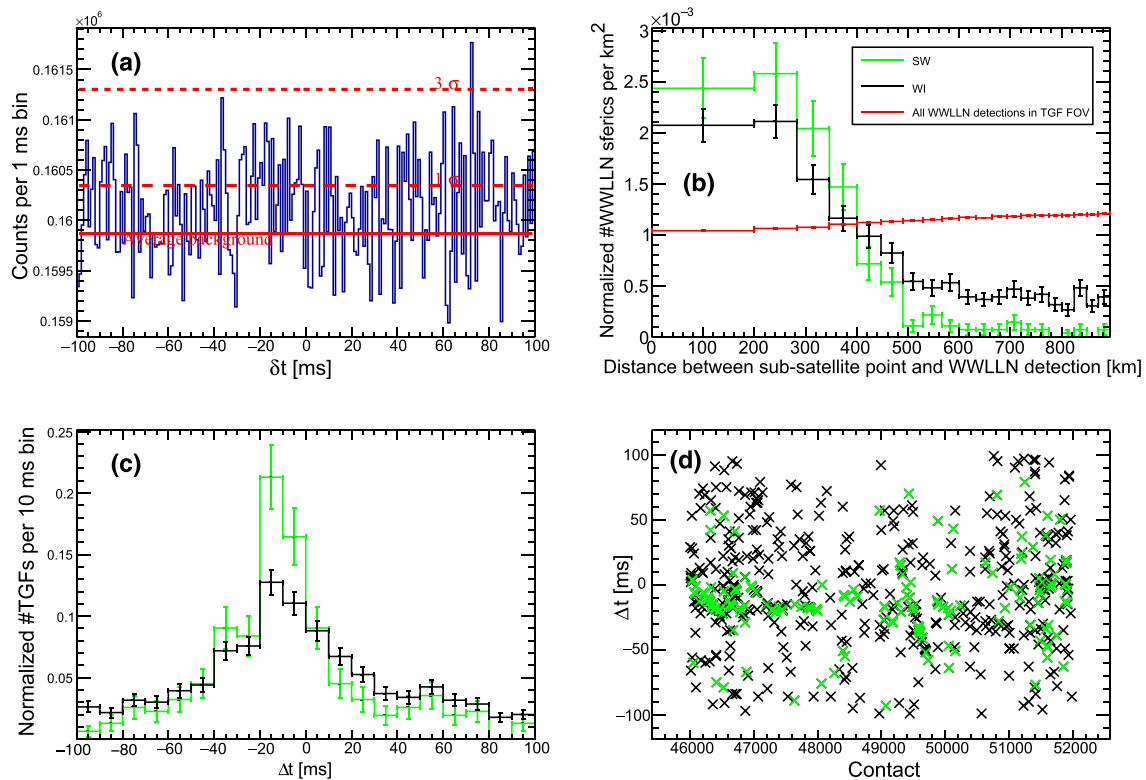 ×10⁶
(a)
0.1615
3 σ
0.161
0.1605
1 σ
0.16
Average background
0.1595
0.159
Counts per 1 ms bin
−100 −80 −60 −40 −20 0 20 40 60 80 100
δt [ms]
×10⁻³
(b)
SW
WI
All WWLLN detections in TGF FOV
3
2.5
2
1.5
1
0.5
0
Normalized #WWLLN sferics per km²
0 100 200 300 400 500 600 700 800
Distance between sub-satellite point and WWLLN detection [km]
(c)
0.25
0.2
0.15
0.1
0.05
Normalized #TGFs per 10 ms bin
−100 −80 −60 −40 −20 0 20 40 60 80 100
Δt [ms]
(d)
100
50
0
−50
−100
Δt [ms]
46000 47000 48000 49000 50000 51000 52000
Contact